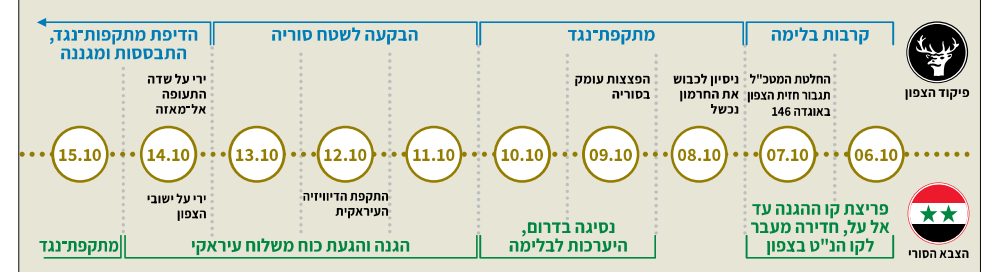 קרבות בלימה
מתקפת־נגד
הבקעה לשטח סוריה
הדיפת מתקפות־נגד,
התבססות ומגננה
פיקוד הצפון
החלטת המטכ"ל
תגבור חזית הצפון
באוגדה 146
ניסיון לכבוש
את החרמון
נכשל
הפצצות עומק
בסוריה
ירי על שדה
התעופה
אל־מאזה
06.10
07.10
08.10
09.10
10.10
11.10
12.10
13.10
14.10
15.10
התקפת הדיוויזיה
העיראקית
ירי על ישובי
הצפון
הצבא הסורי
פריצת קו ההגנה עד
אל על, חדירה מעבר
לקו הנ"ט בצפון
נסיגה בדרום,
היערכות לבלימה
הגנה והגעת כוח משלוח עיראקי
מתקפת־נגד